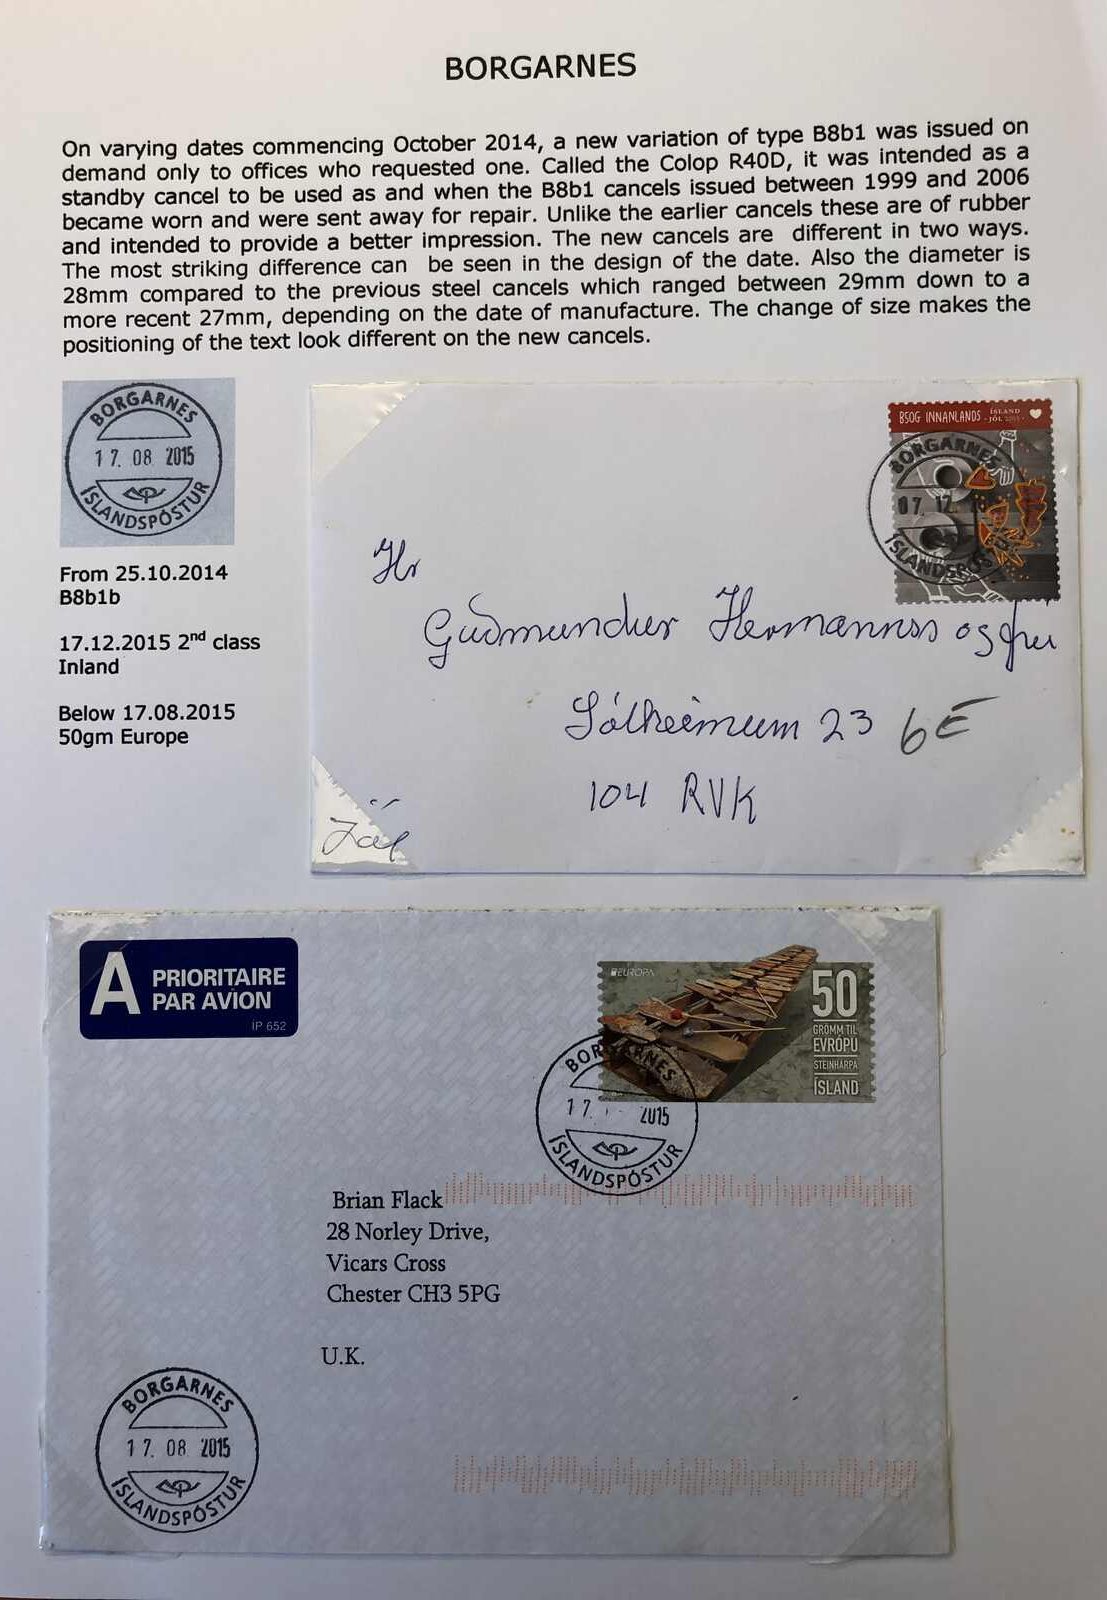 BORGARNES
On varying dates commencing October 2014, a new variation of type B8b1 was issued on
demand only to offices who requested one. Called the Colop R40D, it was intended as a
standby cancel to be used as and when the B8b1 cancels issued between 1999 and 2006
became worn and were sent away for repair. Unlike the earlier cancels these are of rubber
and intended to provide a better impression. The new cancels are different in two ways.
The most striking difference can be seen in the design of the date. Also the diameter is
28mm compared to the previous steel cancels which ranged between 29mm down to a
more recent 27mm, depending on the date of manufacture. The change of size makes the
positioning of the text look different on the new cancels.
BORGARNES
17. 08 2015
ÍSLANDSPÓSTUR
From 25.10.2014
B8b1b
17.12.2015 2nd class
Inland
Below 17.08.2015
50gm Europe
B50G INNANLANDS
ÍSLAND
JÓL 2015
BORGARNES
17. 12.
ÍSLANDSPÓST
Hr
Guðmundur Hermannss og frú
Sólheimum 23 6E
104 RVK
Jól
A PRIORITAIRE
PAR AVION
ÍP 652
EUROPA
50
GRÖMM TIL
EVRÓPU
STEINHARPA
ÍSLAND
BORGARNES
17. 2015
ÍSLANDSPÓSTUR
Brian Flack
28 Norley Drive,
Vicars Cross
Chester CH3 5PG
U.K.
BORGARNES
17. 08 2015
ÍSLANDSPÓSTUR